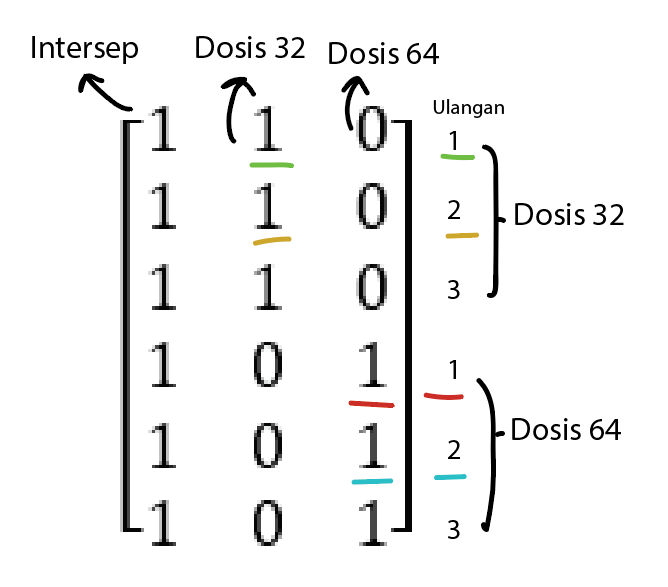 Intersep Dosis 32 Dosis 64
Ulangan
1 1 0 1
1 1 0 2 Dosis 32
1 1 0 3
1 0 1 1
1 0 1 2 Dosis 64
1 0 1 3